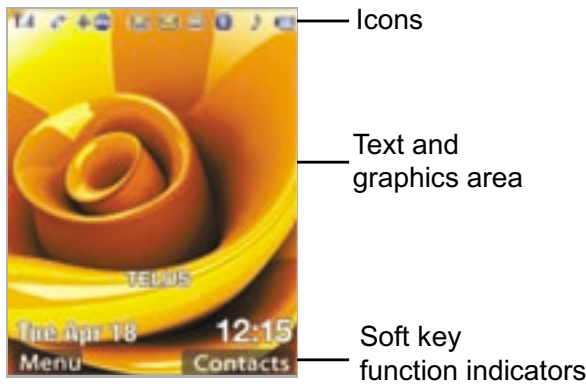 Icons
Text and
graphics area
TELUS
Tue Apr 18 12:15
Menu Contacts
Soft key
function indicators